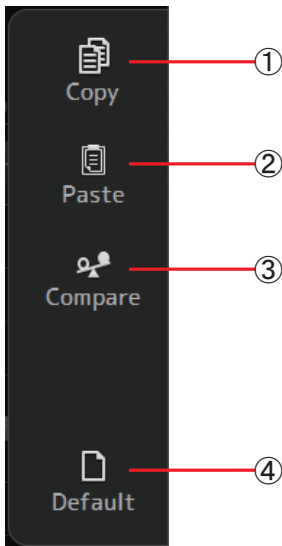 Copy
①
Paste
②
Compare
③
Default
④